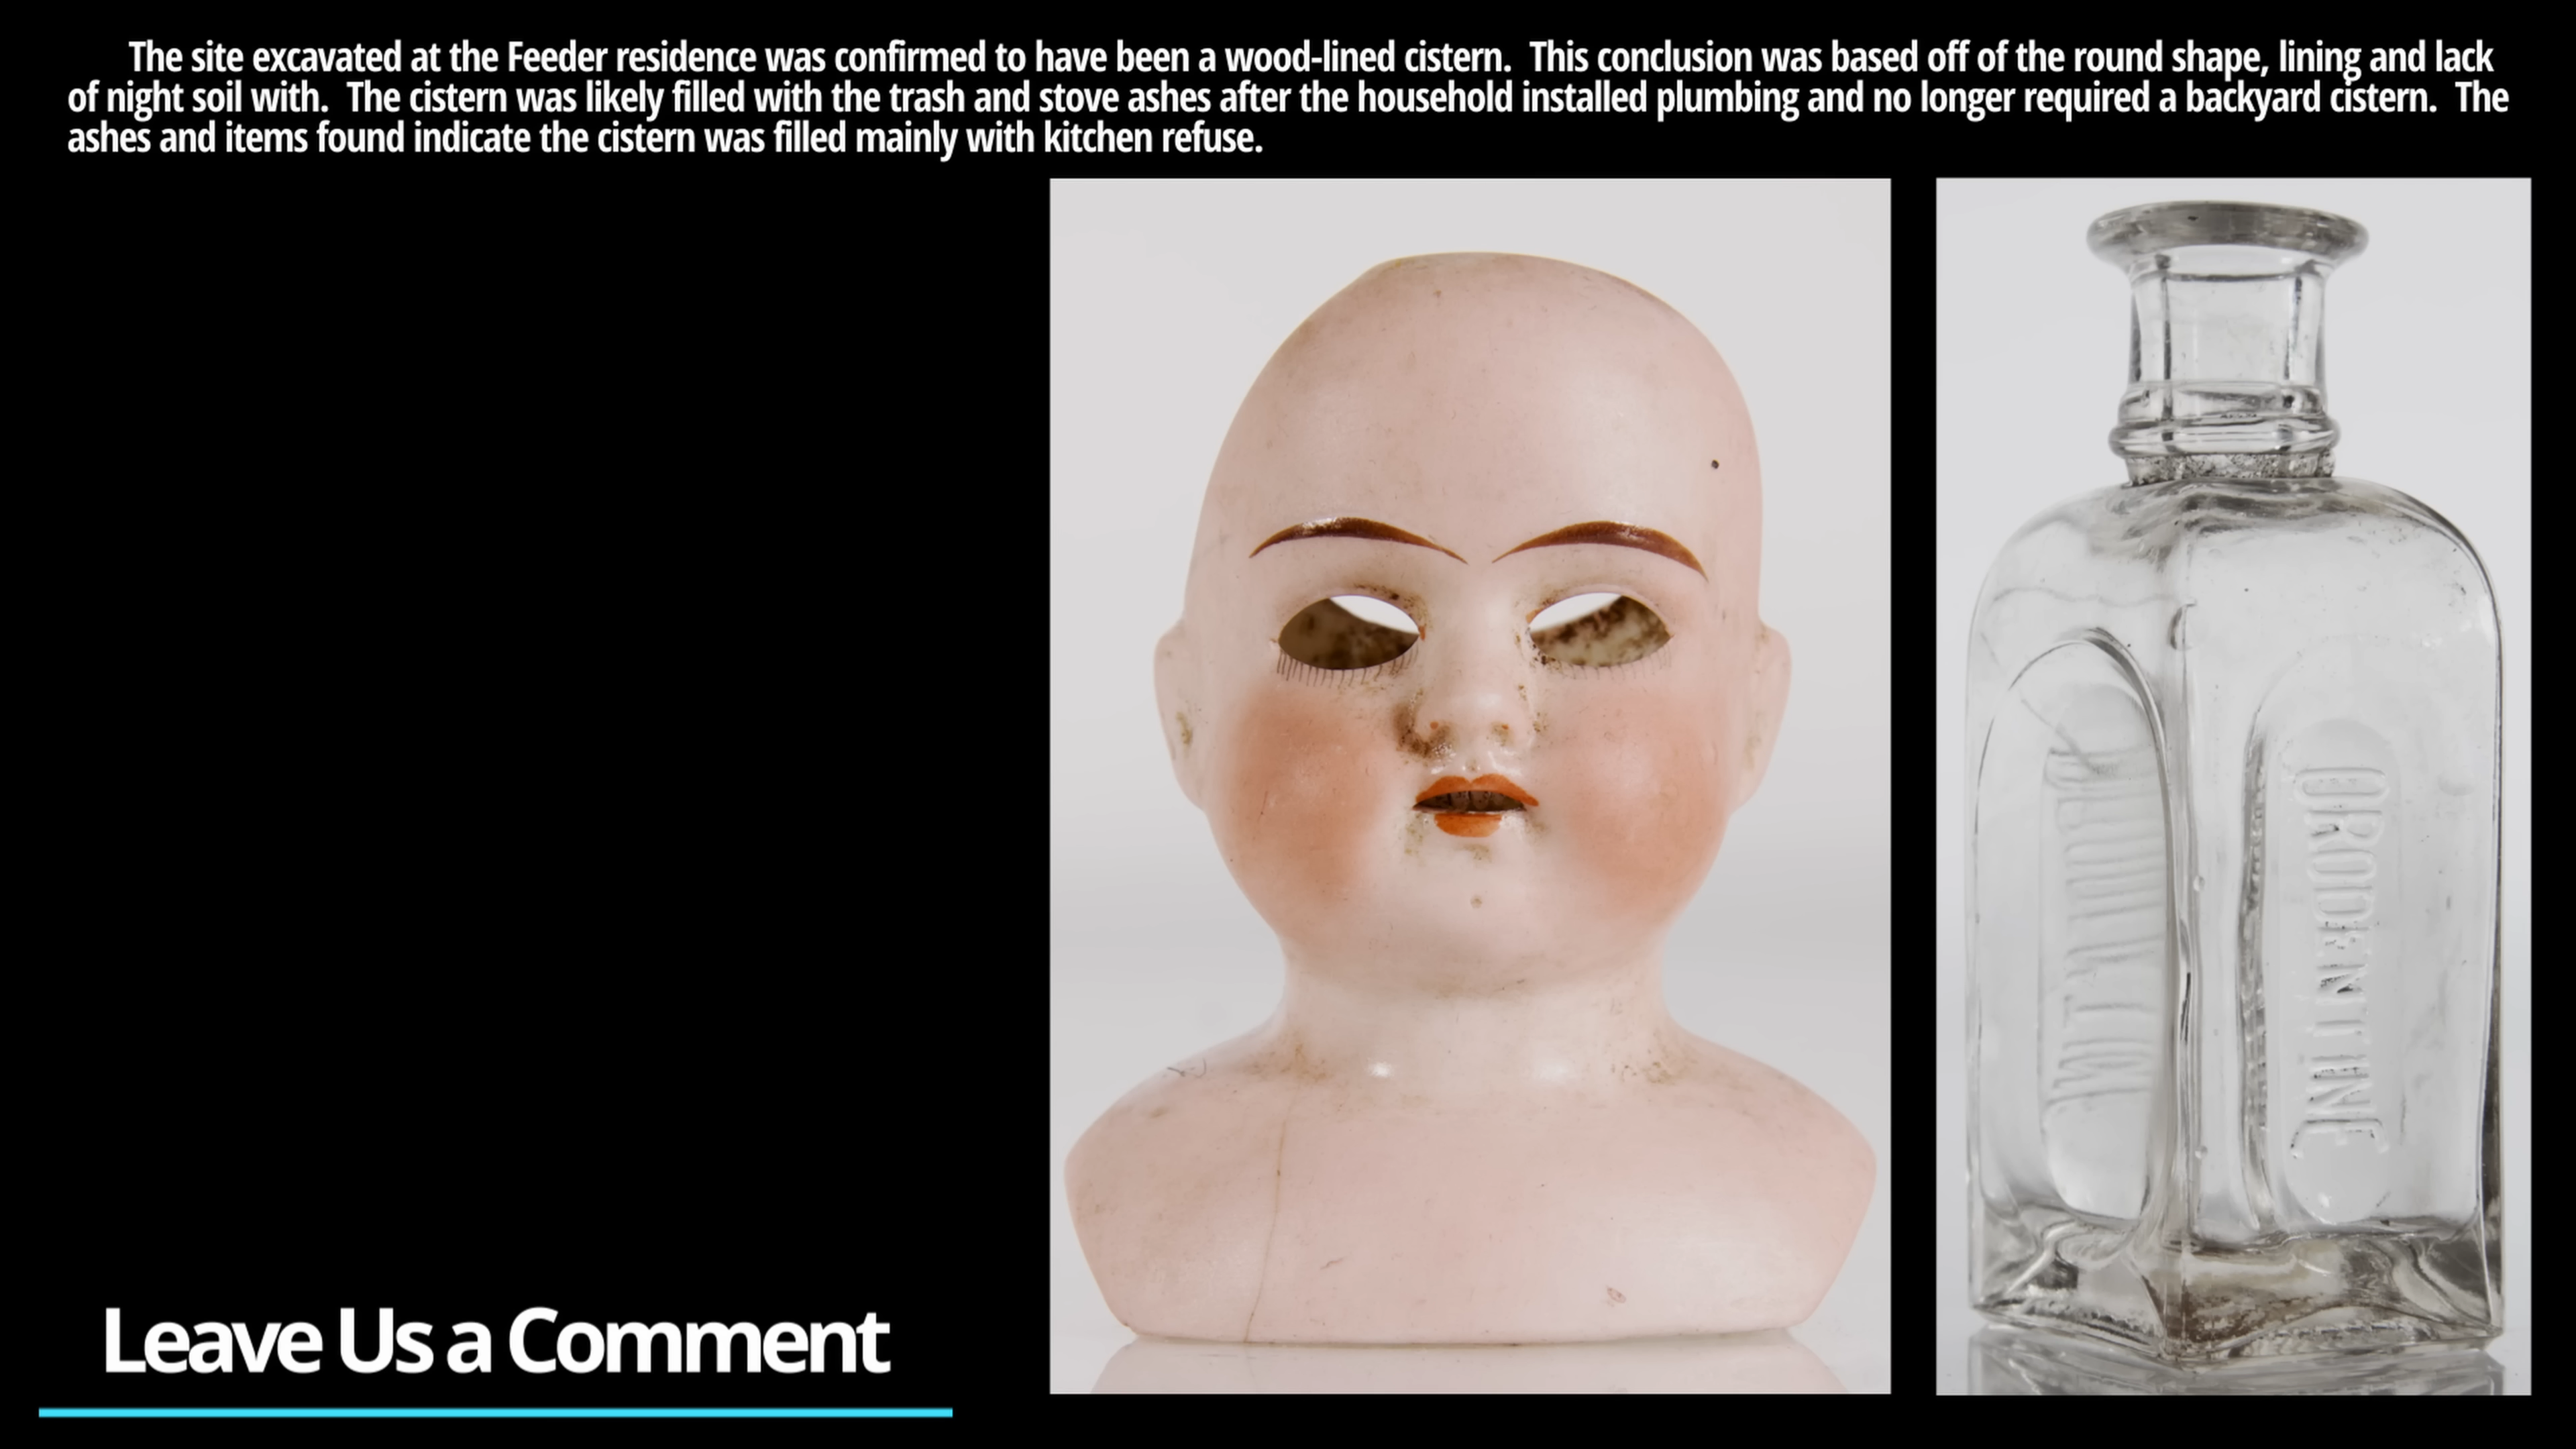 The site excavated at the Feeder residence was confirmed to have been a wood-lined cistern. This conclusion was based off of the round shape, lining and lack
of night soil with. The cistern was likely filled with the trash and stove ashes after the household installed plumbing and no longer required a backyard cistern. The
ashes and items found indicate the cistern was filled mainly with kitchen refuse.
ORODENTINE
Leave Us a Comment